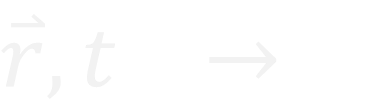 r⃗, t →